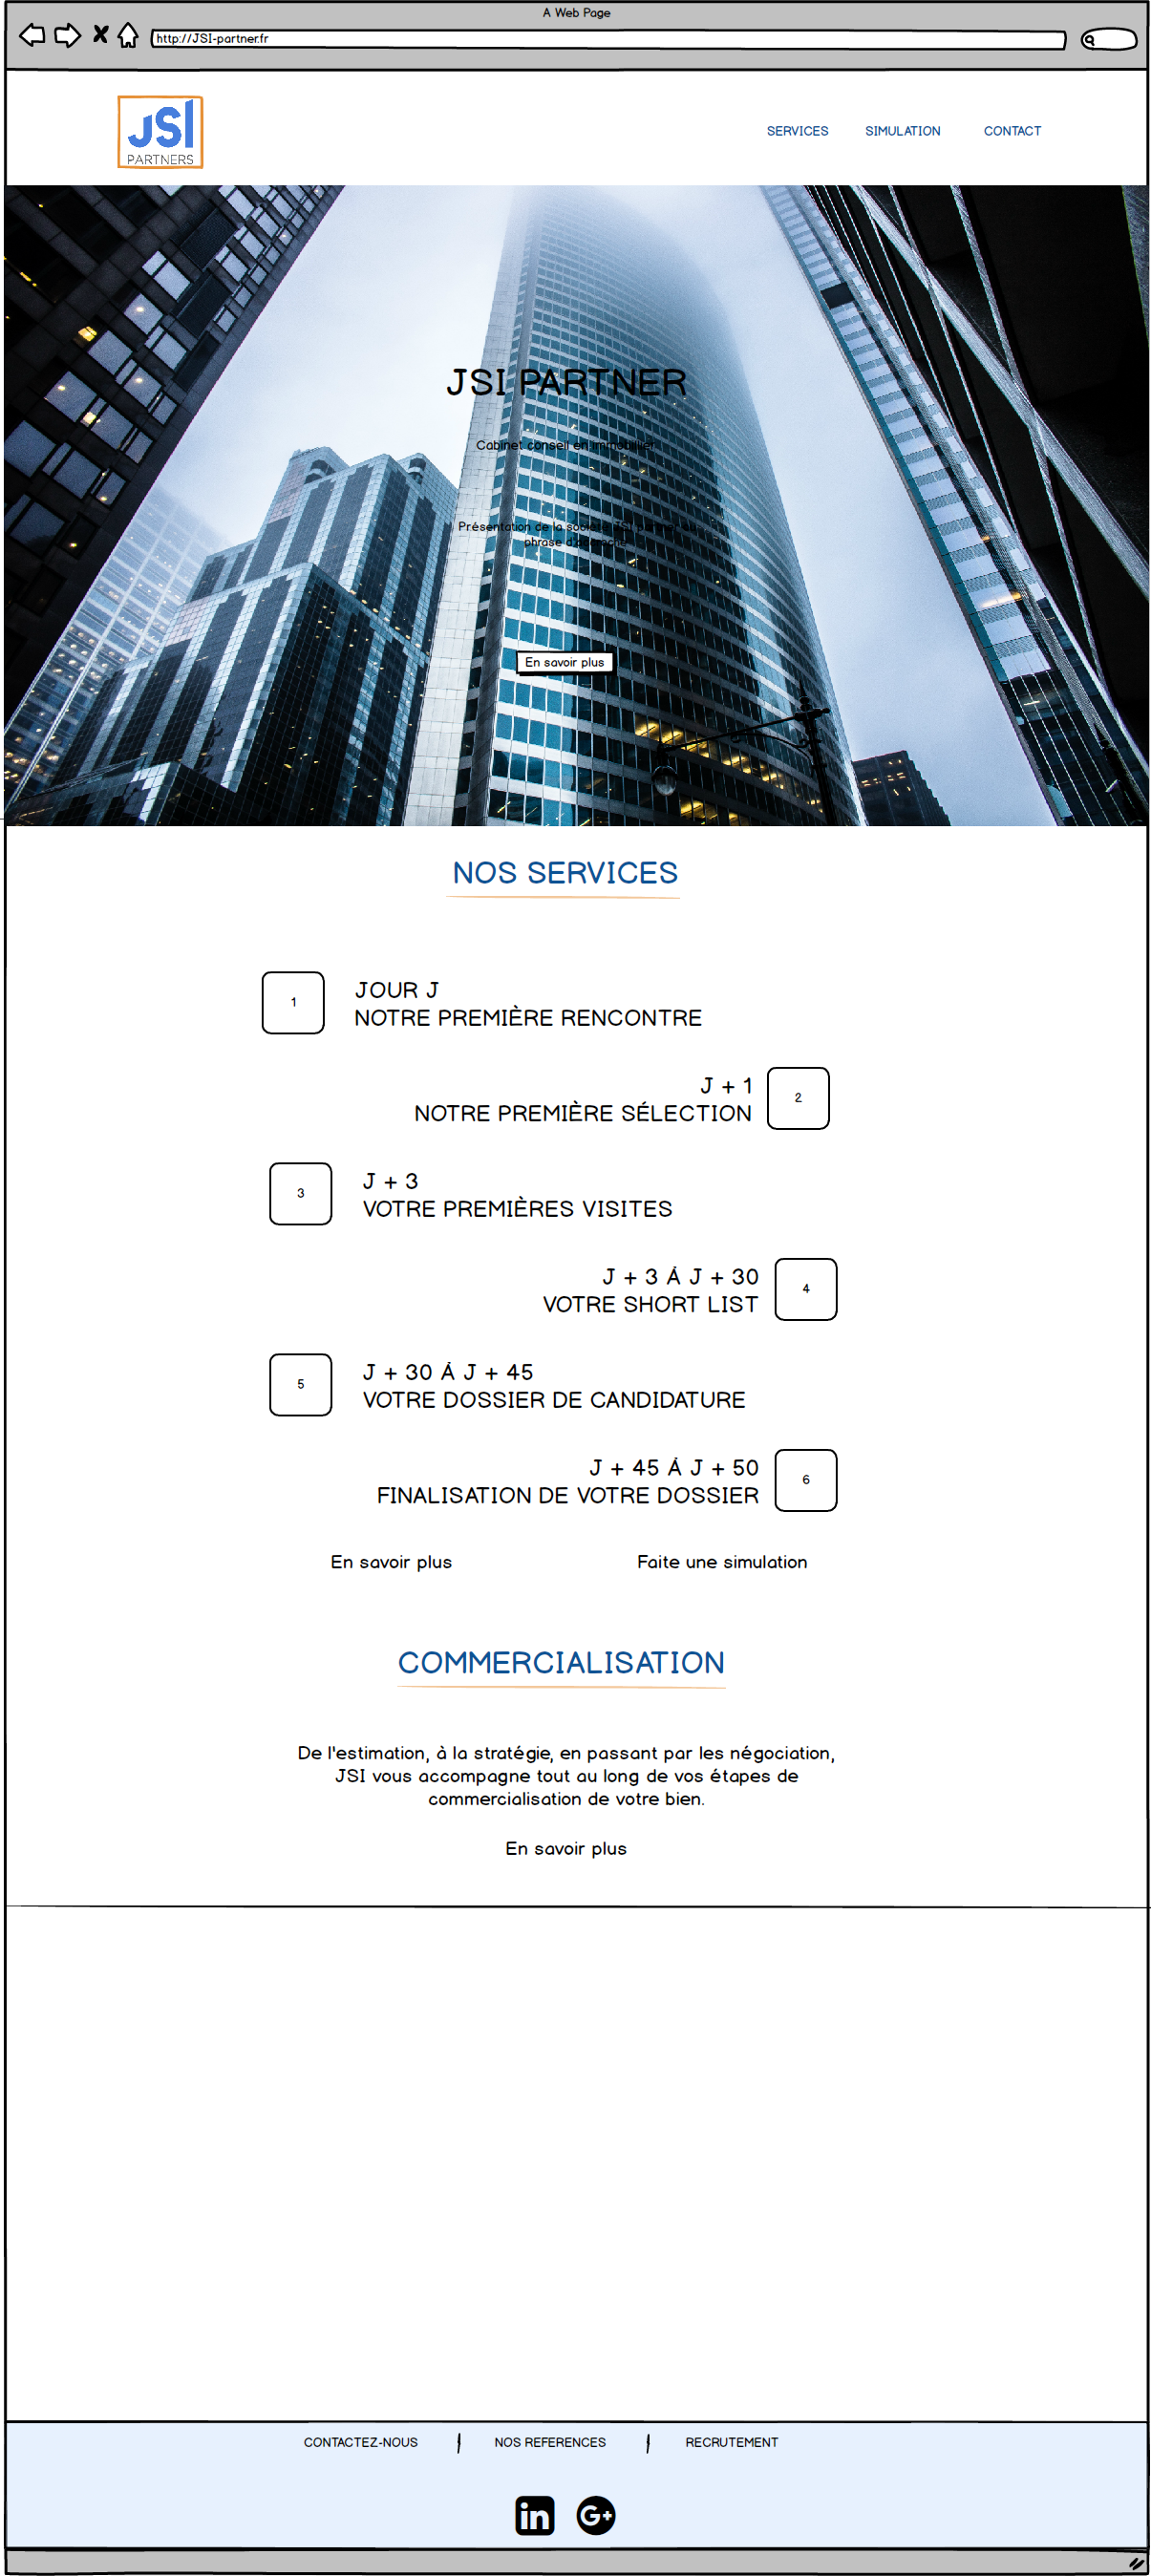 A Web Page
http://JSI-partner.fr
JSI
PARTNERS
SERVICES SIMULATION CONTACT
JSI PARTNER
Cabinet conseil en immobilier
Présentation de la société JSI partner ou
phrase d'approche
En savoir plus
NOS SERVICES
1
JOUR J
NOTRE PREMIÈRE RENCONTRE
J + 1
NOTRE PREMIÈRE SÉLECTION
2
3
J + 3
VOTRE PREMIÈRES VISITES
J + 3 À J + 30
VOTRE SHORT LIST
4
5
J + 30 À J + 45
VOTRE DOSSIER DE CANDIDATURE
J + 45 À J + 50
FINALISATION DE VOTRE DOSSIER
6
En savoir plus Faite une simulation
COMMERCIALISATION
De l'estimation, à la stratégie, en passant par les négociation,
JSI vous accompagne tout au long de vos étapes de
commercialisation de votre bien.
En savoir plus
CONTACTEZ-NOUS | NOS REFERENCES | RECRUTEMENT
in G+